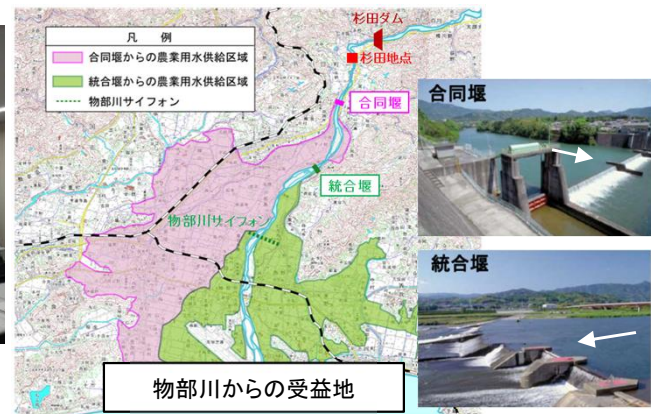 凡 例
合同堰からの農業用水供給区域
統合堰からの農業用水供給区域
物部川サイフォン
杉田ダム
杉田地点
合同堰
統合堰
物部川サイフォン
物部川からの受益地
合同堰
統合堰